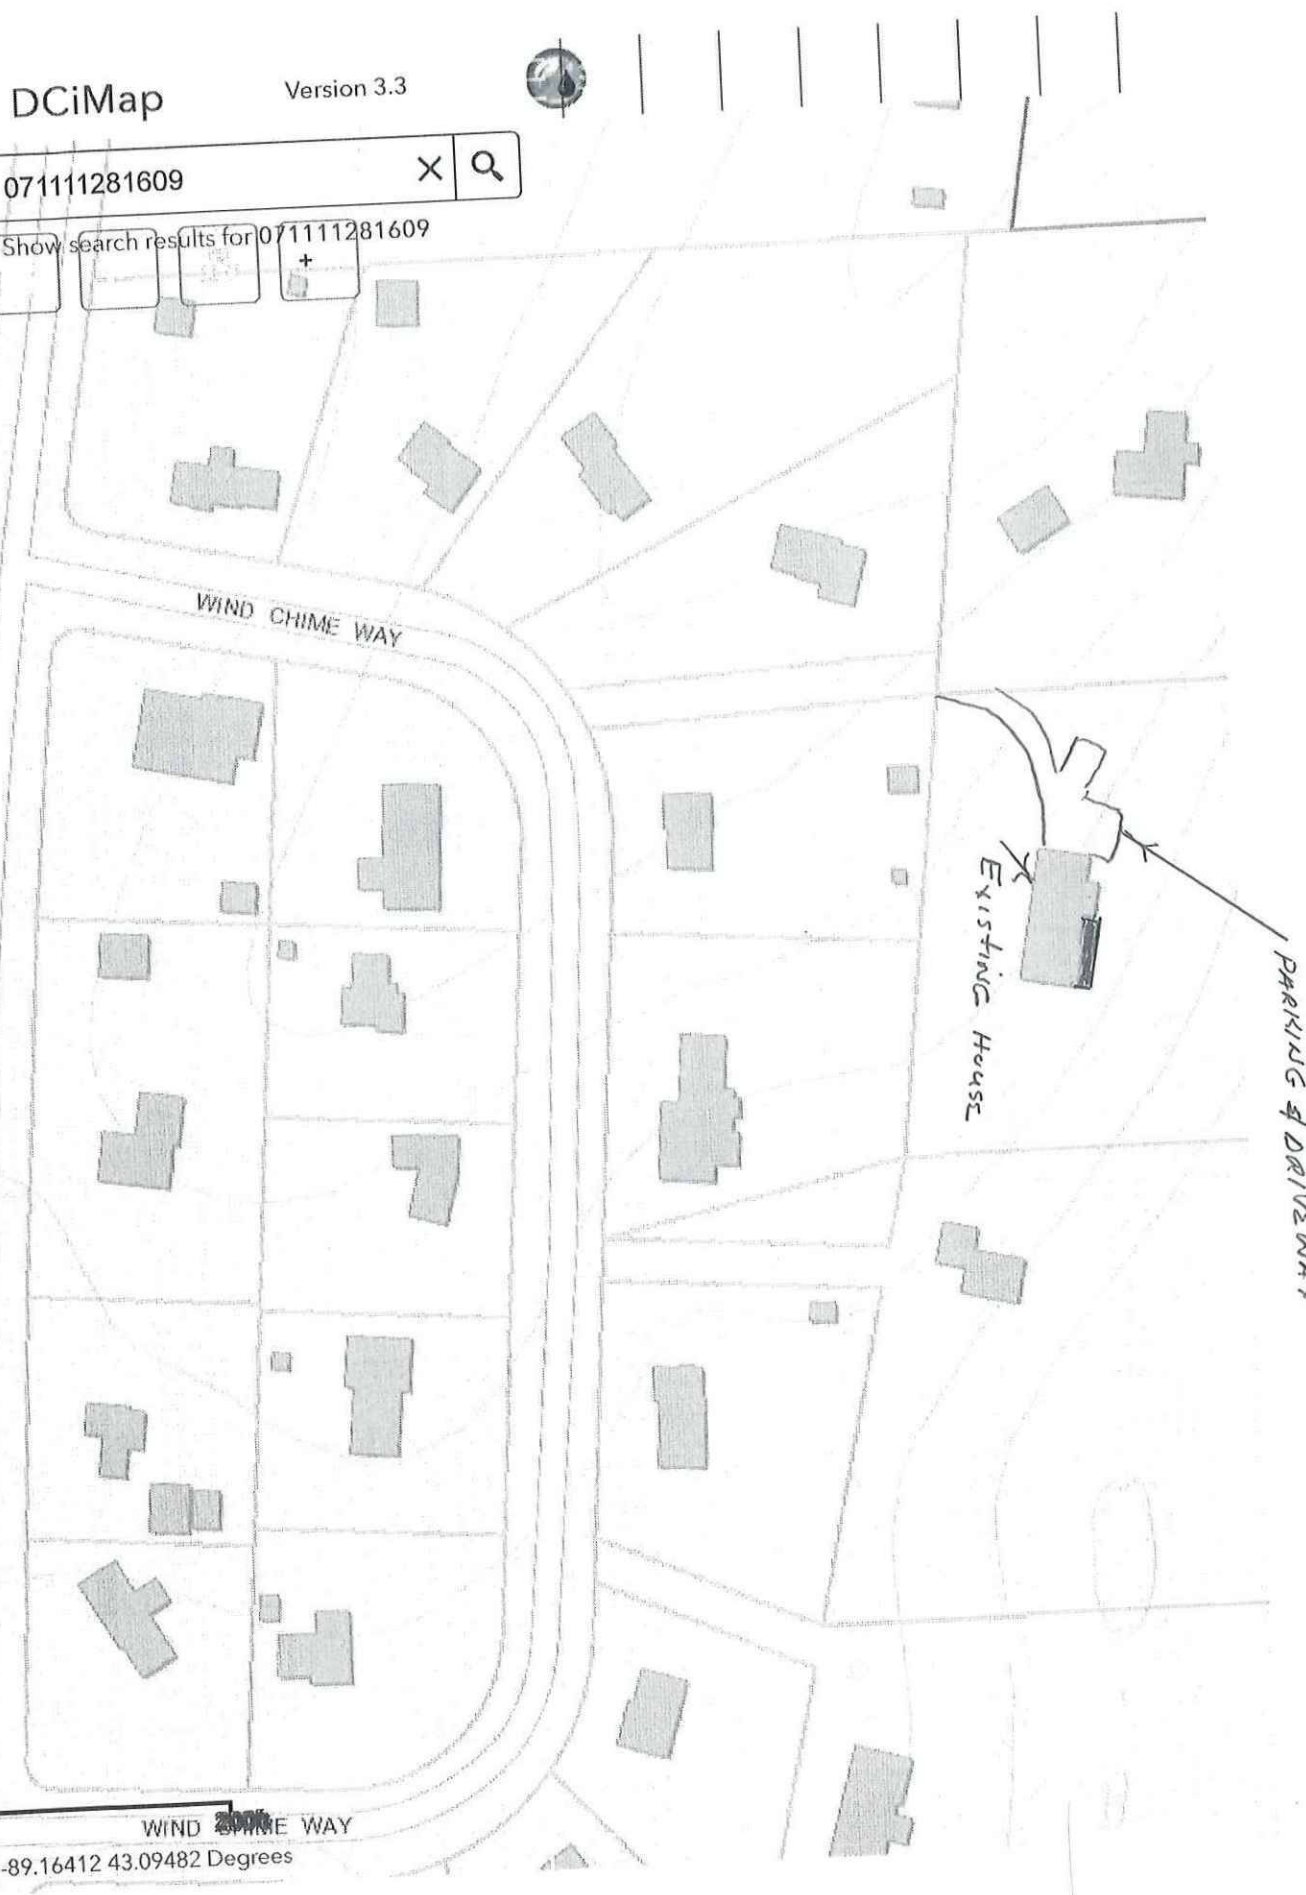 DCiMap
Version 3.3
071111281609
Show search results for 071111281609
+
WIND CHIME WAY
Existing House
PARKING & DRIVEWAY
WIND CHIME WAY
-89.16412 43.09482 Degrees